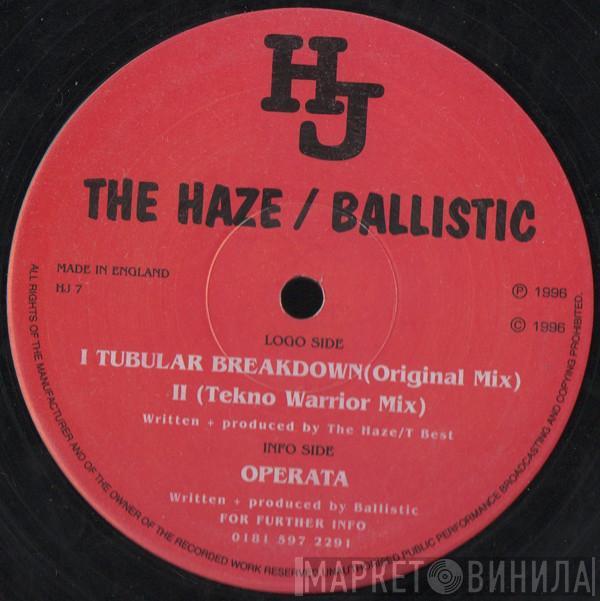 HJ
THE HAZE / BALLISTIC
MADE IN ENGLAND
HJ 7
℗ 1996
© 1996
LOGO SIDE
I TUBULAR BREAKDOWN(Original Mix)
II (Tekno Warrior Mix)
Written + produced by The Haze/T Best
INFO SIDE
OPERATA
Written + produced by Ballistic
FOR FURTHER INFO
0181 597 2291
ALL RIGHTS OF THE MANUFACTURER AND OF THE OWNER OF THE RECORDED WORK RESERVED.UNAUTHORISED PUBLIC PERFORMANCE BROADCASTING AND COPYING PROHIBITED.
МАРКЕТ ВИНИЛА